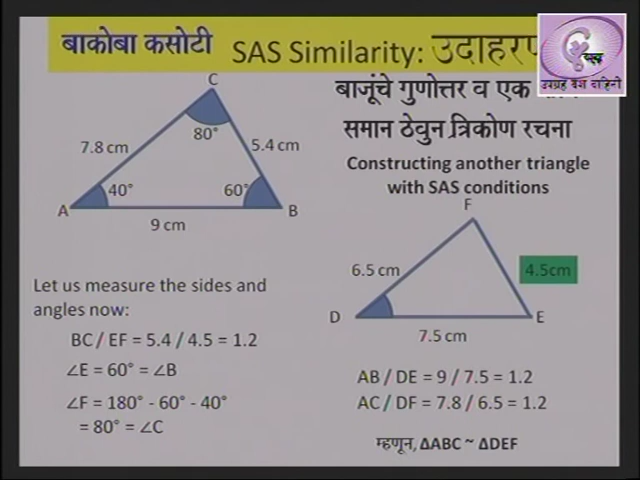 बाकोबा कसोटी
SAS Similarity:
उपग्रह वेश वाहिनी
बाजूंचे गुणोत्तर व एक
समान ठेवुन त्रिकोण रचना
Constructing another triangle
with SAS conditions
C
80°
7.8 cm
5.4 cm
40°
60°
A
B
9 cm
F
6.5 cm
4.5cm
D
E
7.5 cm
Let us measure the sides and
angles now:
BC / EF = 5.4 / 4.5 = 1.2
∠E = 60° = ∠B
∠F = 180° - 60° - 40°
= 80° = ∠C
AB / DE = 9 / 7.5 = 1.2
AC / DF = 7.8 / 6.5 = 1.2
म्हणून, ΔABC ~ ΔDEF